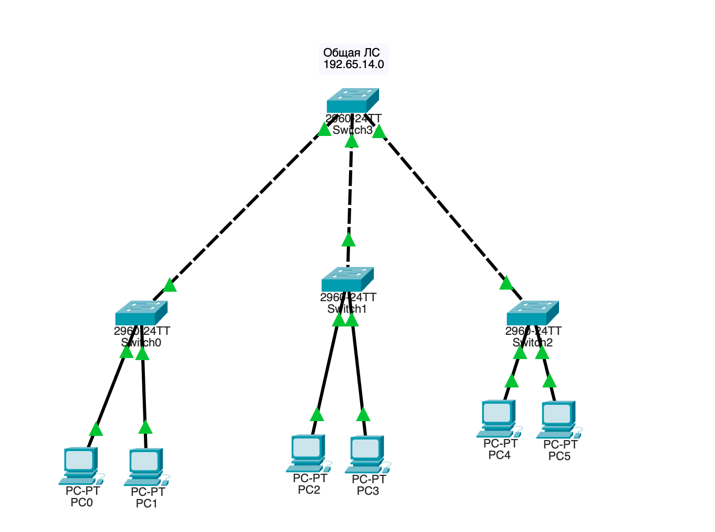 Общая ЛС
192.65.14.0
2960-24TT
Switch3
2960-24TT
Switch1
2960-24TT
Switch0
2960-24TT
Switch2
PC-PT
PC4
PC-PT
PC5
PC-PT
PC2
PC-PT
PC3
PC-PT
PC0
PC-PT
PC1